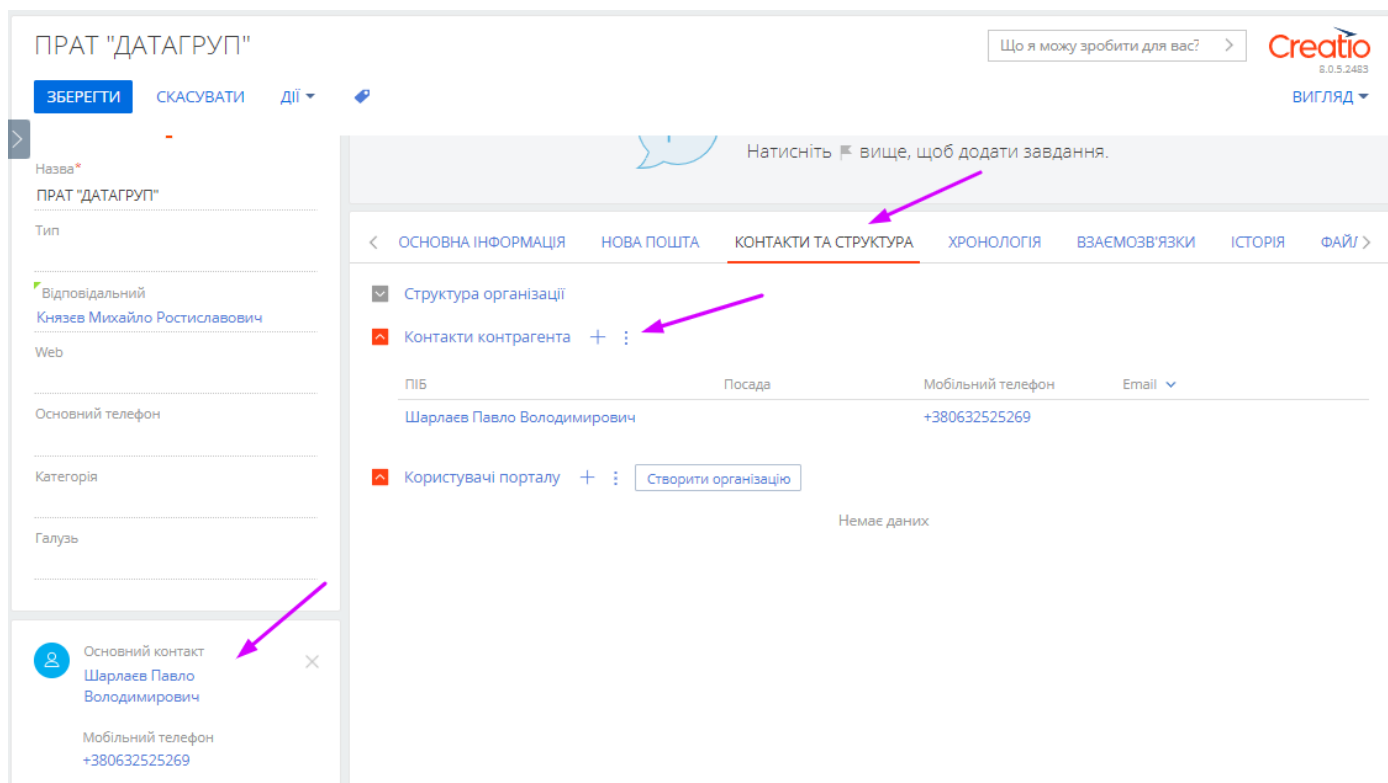 ПРАТ "ДАТАГРУП"
Що я можу зробити для вас?
Creatio
8.0.5.2483
ЗБЕРЕГТИ СКАСУВАТИ ДІЇ
ВИГЛЯД
Натисніть вище, щоб додати завдання.
Назва*
ПРАТ "ДАТАГРУП"
Тип
Відповідальний
Князєв Михайло Ростиславович
Web
Основний телефон
Категорія
Галузь
Основний контакт
Шарлаєв Павло
Володимирович
Мобільний телефон
+380632525269
ОСНОВНА ІНФОРМАЦІЯ НОВА ПОШТА КОНТАКТИ ТА СТРУКТУРА ХРОНОЛОГІЯ ВЗАЄМОЗВ'ЯЗКИ ІСТОРІЯ ФАЙЛ
Структура організації
Контакти контрагента
ПІБ Посада Мобільний телефон Email
Шарлаєв Павло Володимирович +380632525269
Користувачі порталу Створити організацію
Немає даних